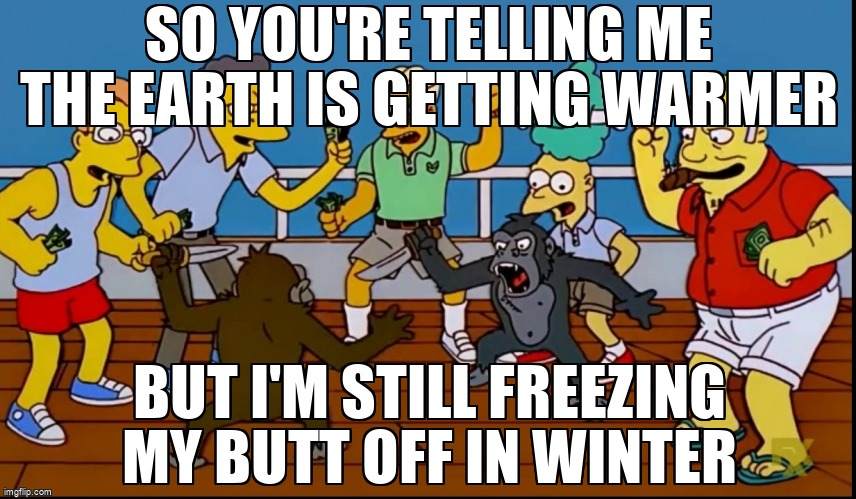 SO YOU'RE TELLING ME
THE EARTH IS GETTING WARMER
BUT I'M STILL FREEZING
MY BUTT OFF IN WINTER
imgflip.com
FX